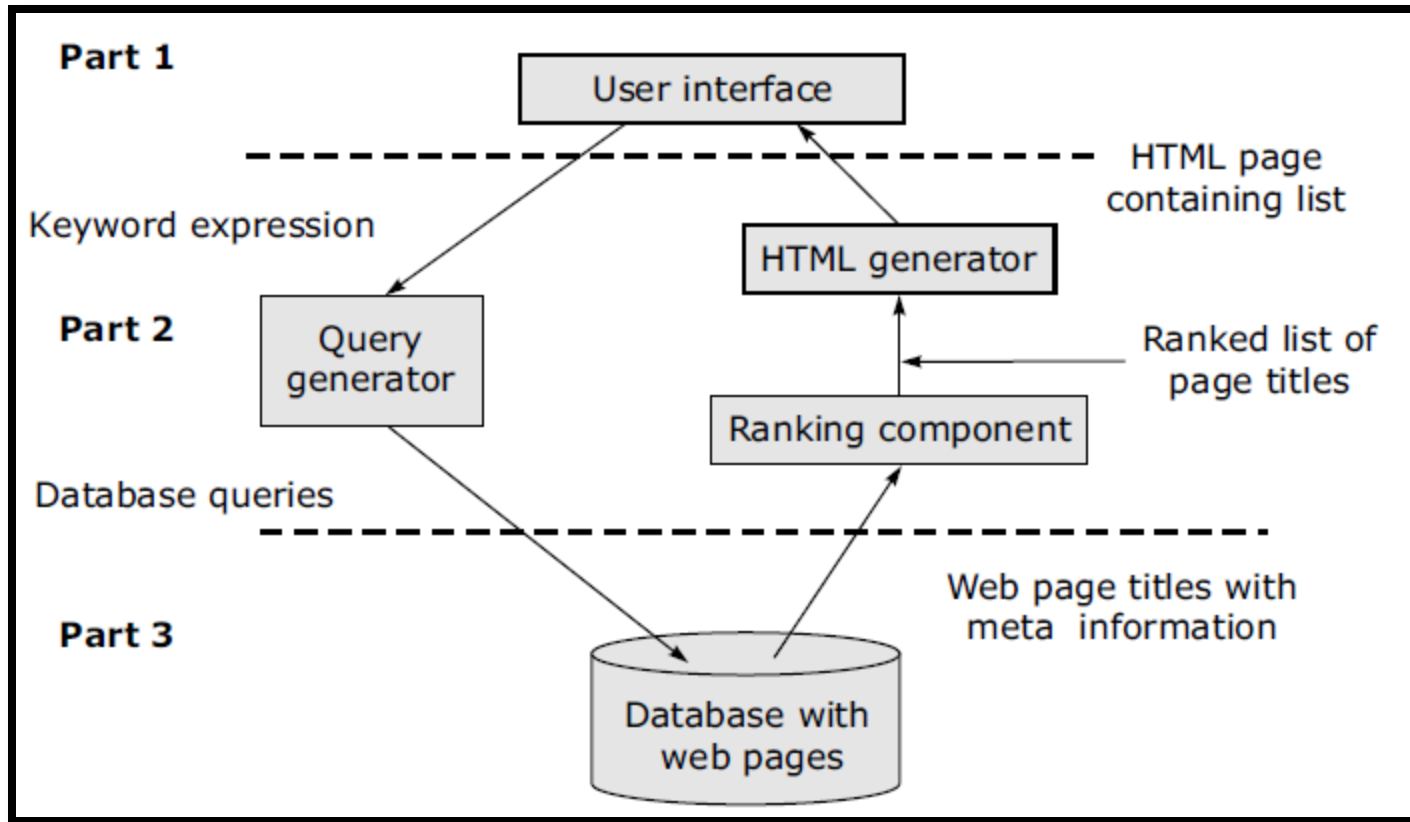 Part 1
User interface
HTML page
containing list
Keyword expression
HTML generator
Part 2
Query
generator
Ranked list of
page titles
Ranking component
Database queries
Web page titles with
meta information
Part 3
Database with
web pages